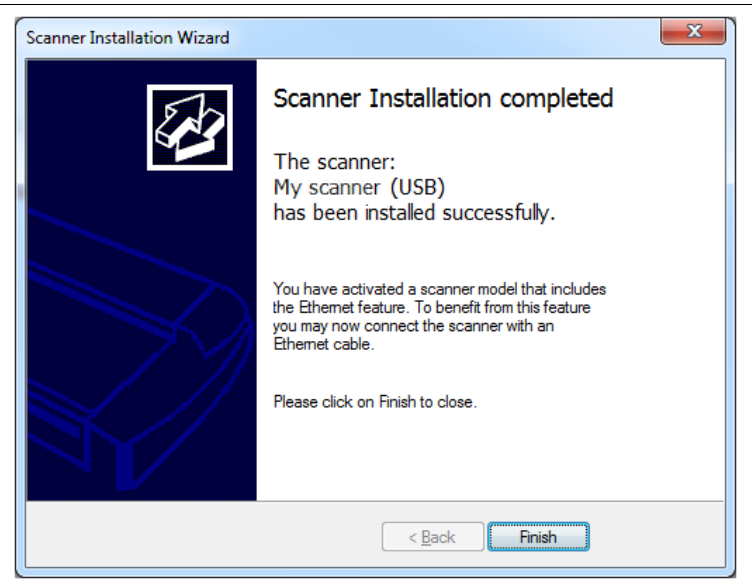 Scanner Installation Wizard
Scanner Installation completed
The scanner:
My scanner (USB)
has been installed successfully.
You have activated a scanner model that includes
the Ethernet feature. To benefit from this feature
you may now connect the scanner with an
Ethernet cable.
Please click on Finish to close.
< Back
Finish